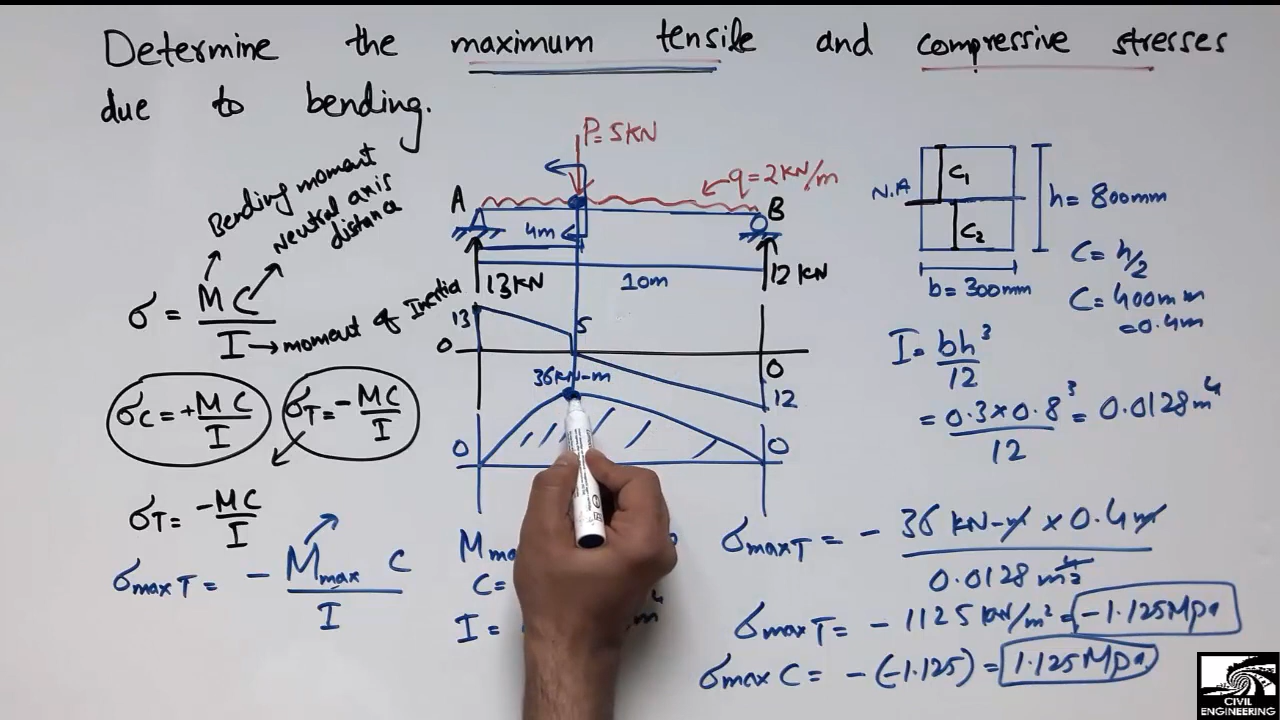 Determine the maximum tensile and compressive stresses
due to bending.
Bending moment
Neutral axis
distance
σ = MC/I
moment of Inertia
σC = +MC/I
σT = -MC/I
σT = -MC/I
σmax T = - Mmax C/I
P=5KN
q=2KN/m
A
B
4m
10m
13KN
12KN
13
5
0
0
12
36KN-m
0
0
C=
I=
m⁴
N.A
C1
C2
h= 800mm
b= 300mm
C= h/2
C= 400mm
=0.4m
I= bh³/12
= 0.3×0.8³/12 = 0.0128m⁴
σmaxT = - 36 KN-m × 0.4m / 0.0128 m⁴
σmaxT= - 1125 KN/m² = -1.125Mpa
σmax C = -(-1.125) = 1.125Mpa
CIVIL
ENGINEERING